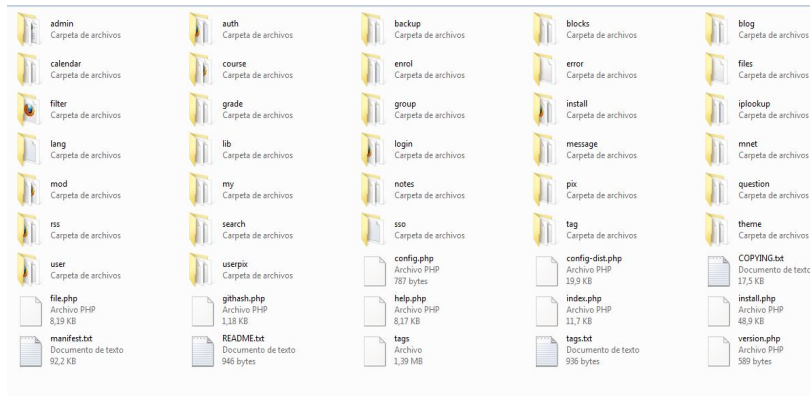 admin
Carpeta de archivos
auth
Carpeta de archivos
backup
Carpeta de archivos
blocks
Carpeta de archivos
blog
Carpeta de archivos
calendar
Carpeta de archivos
course
Carpeta de archivos
enrol
Carpeta de archivos
error
Carpeta de archivos
files
Carpeta de archivos
filter
Carpeta de archivos
grade
Carpeta de archivos
group
Carpeta de archivos
install
Carpeta de archivos
iplookup
Carpeta de archivos
lang
Carpeta de archivos
lib
Carpeta de archivos
login
Carpeta de archivos
message
Carpeta de archivos
mnet
Carpeta de archivos
mod
Carpeta de archivos
my
Carpeta de archivos
notes
Carpeta de archivos
pix
Carpeta de archivos
question
Carpeta de archivos
rss
Carpeta de archivos
search
Carpeta de archivos
sso
Carpeta de archivos
tag
Carpeta de archivos
theme
Carpeta de archivos
user
Carpeta de archivos
userpix
Carpeta de archivos
config.php
Archivo PHP
787 bytes
config-dist.php
Archivo PHP
19,9 KB
COPYING.txt
Documento de texto
17,5 KB
file.php
Archivo PHP
8,19 KB
githash.php
Archivo PHP
1,18 KB
help.php
Archivo PHP
8,17 KB
index.php
Archivo PHP
11,7 KB
install.php
Archivo PHP
48,9 KB
manifest.txt
Documento de texto
92,2 KB
README.txt
Documento de texto
946 bytes
tags
Archivo
1,39 MB
tags.txt
Documento de texto
936 bytes
version.php
Archivo PHP
589 bytes